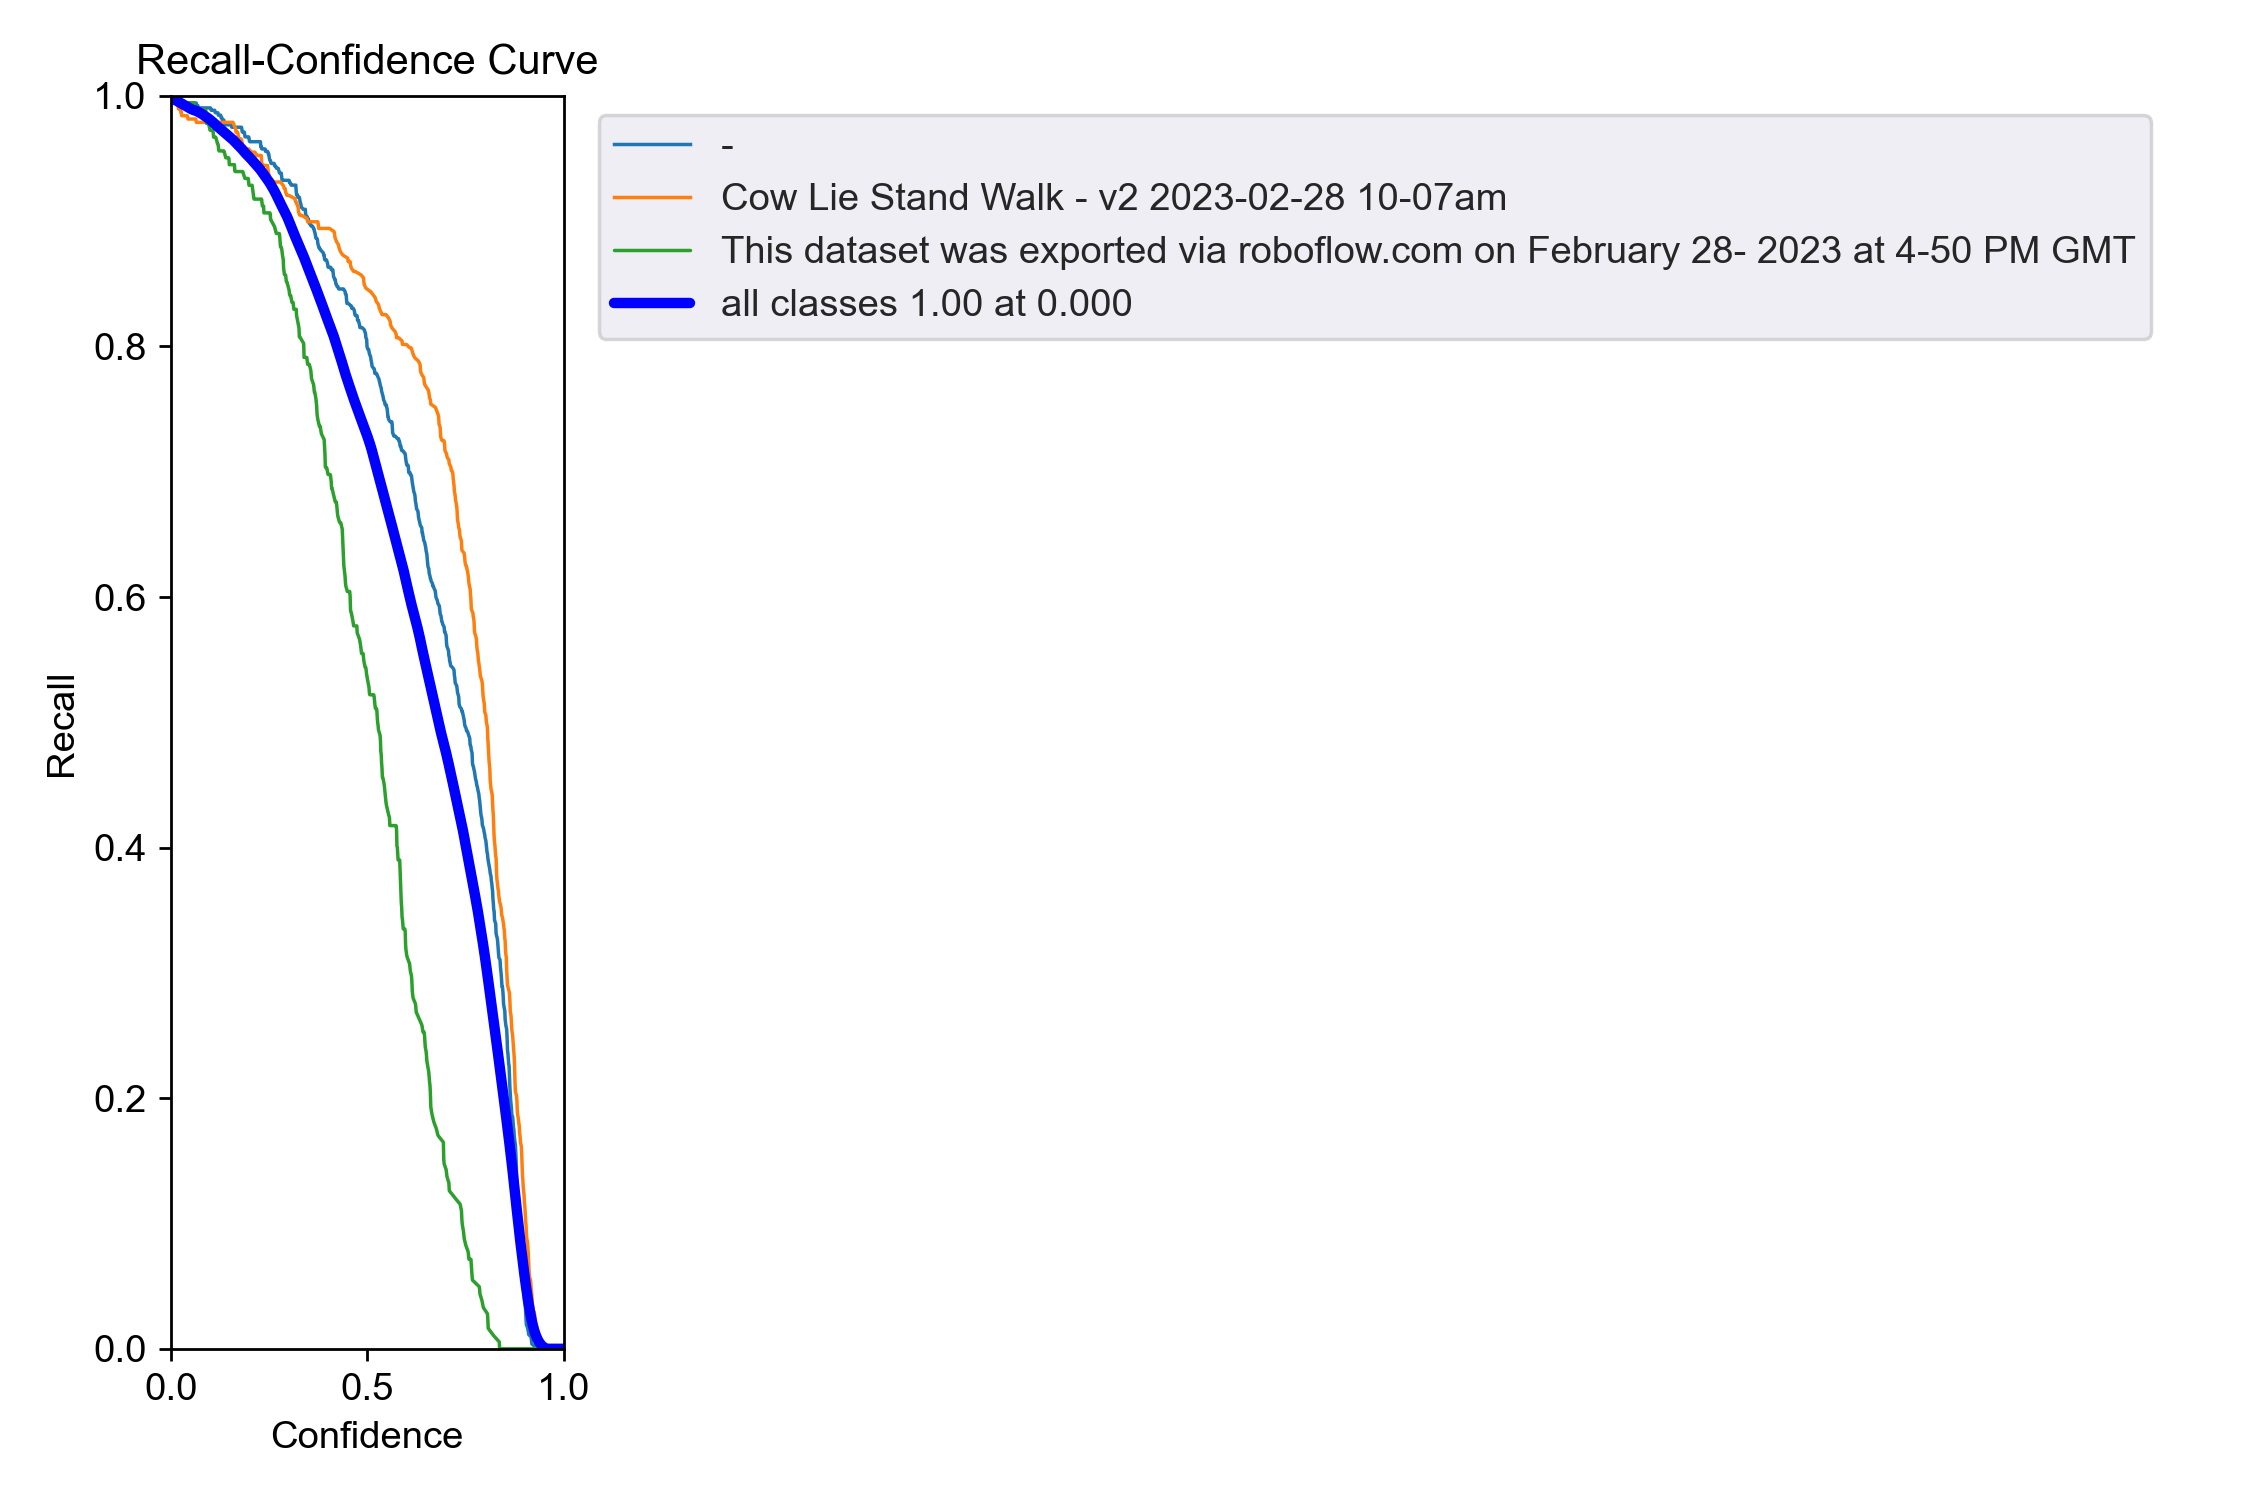 Recall-Confidence Curve
1.0
0.8
0.6
0.4
0.2
0.0
Recall
0.0 0.5 1.0
Confidence
-
Cow Lie Stand Walk - v2 2023-02-28 10-07am
This dataset was exported via roboflow.com on February 28- 2023 at 4-50 PM GMT
all classes 1.00 at 0.000